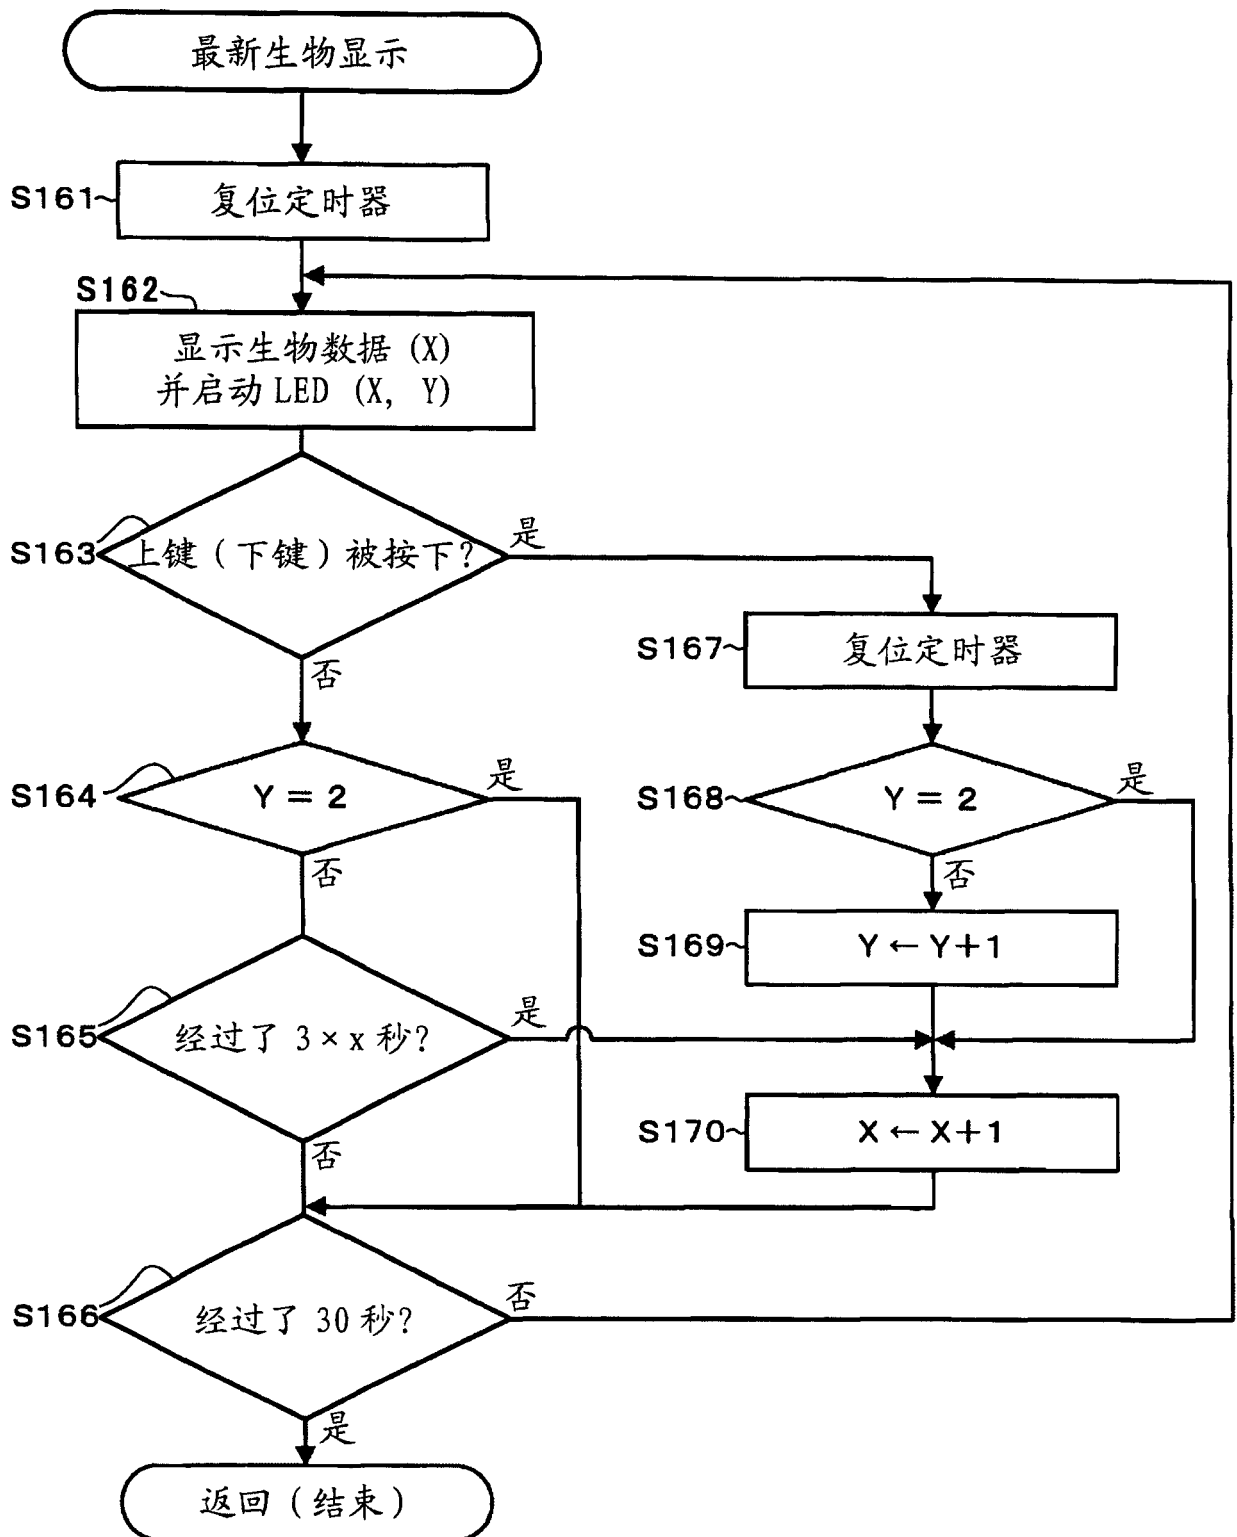 最新生物显示
S161
复位定时器
S162
显示生物数据 (X)
并启动 LED (X, Y)
S163
上键（下键）被按下？
是
否
S167
复位定时器
S164
Y = 2
是
否
S168
Y = 2
是
否
S169
Y ← Y+1
S165
经过了 3 × x 秒？
是
否
S170
X ← X+1
S166
经过了 30 秒？
否
是
返回（结束）